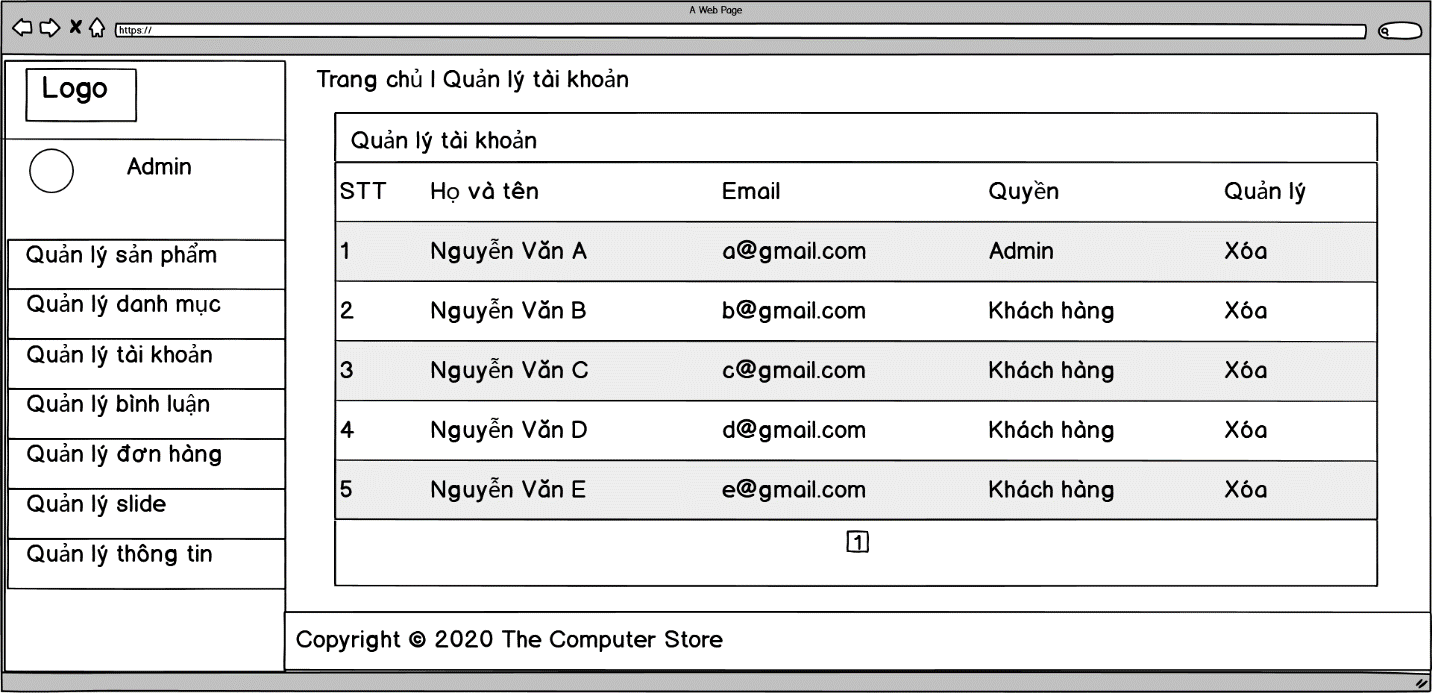 A Web Page
https://
Logo
Admin
Quản lý sản phẩm
Quản lý danh mục
Quản lý tài khoản
Quản lý bình luận
Quản lý đơn hàng
Quản lý slide
Quản lý thông tin
Trang chủ | Quản lý tài khoản
Quản lý tài khoản
STT Họ và tên Email Quyền Quản lý
1 Nguyễn Văn A a@gmail.com Admin Xóa
2 Nguyễn Văn B b@gmail.com Khách hàng Xóa
3 Nguyễn Văn C c@gmail.com Khách hàng Xóa
4 Nguyễn Văn D d@gmail.com Khách hàng Xóa
5 Nguyễn Văn E e@gmail.com Khách hàng Xóa
1
Copyright © 2020 The Computer Store